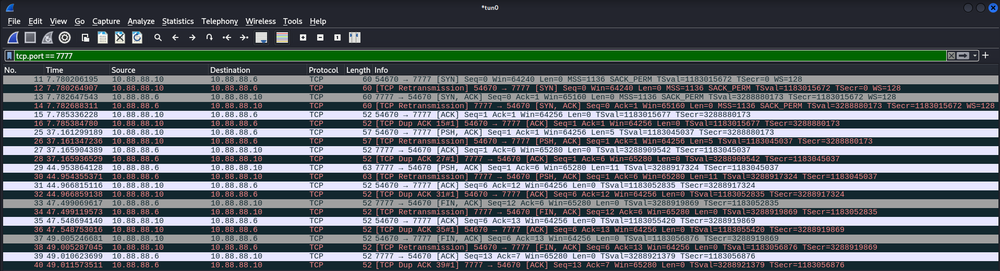 *tun0
File Edit View Go Capture Analyze Statistics Telephony Wireless Tools Help
tcp.port == 7777
No. Time Source Destination Protocol Length Info
11 7.780206195 10.88.88.10 10.88.88.6 TCP 60 54670 → 7777 [SYN] Seq=0 Win=64240 Len=0 MSS=1136 SACK_PERM TSval=1183015672 TSecr=0 WS=128
12 7.780264907 10.88.88.10 10.88.88.6 TCP 60 [TCP Retransmission] 54670 → 7777 [SYN] Seq=0 Win=64240 Len=0 MSS=1136 SACK_PERM TSval=1183015672 TSecr=0 WS=128
13 7.782647543 10.88.88.6 10.88.88.10 TCP 60 7777 → 54670 [SYN, ACK] Seq=0 Ack=1 Win=65160 Len=0 MSS=1136 SACK_PERM TSval=3288880173 TSecr=1183015672 WS=128
14 7.782688311 10.88.88.6 10.88.88.10 TCP 60 [TCP Retransmission] 7777 → 54670 [SYN, ACK] Seq=0 Ack=1 Win=65160 Len=0 MSS=1136 SACK_PERM TSval=3288880173 TSecr=1183015672 WS=128
15 7.785336228 10.88.88.10 10.88.88.6 TCP 52 54670 → 7777 [ACK] Seq=1 Ack=1 Win=64256 Len=0 TSval=1183015677 TSecr=3288880173
16 7.785384780 10.88.88.10 10.88.88.6 TCP 52 [TCP Dup ACK 15#1] 54670 → 7777 [ACK] Seq=1 Ack=1 Win=64256 Len=0 TSval=1183015677 TSecr=3288880173
25 37.161299189 10.88.88.10 10.88.88.6 TCP 57 54670 → 7777 [PSH, ACK] Seq=1 Ack=1 Win=64256 Len=5 TSval=1183045037 TSecr=3288880173
26 37.161347236 10.88.88.10 10.88.88.6 TCP 57 [TCP Retransmission] 54670 → 7777 [PSH, ACK] Seq=1 Ack=1 Win=64256 Len=5 TSval=1183045037 TSecr=3288880173
27 37.165904389 10.88.88.6 10.88.88.10 TCP 52 7777 → 54670 [ACK] Seq=1 Ack=6 Win=65280 Len=0 TSval=3288909542 TSecr=1183045037
28 37.165936529 10.88.88.6 10.88.88.10 TCP 52 [TCP Dup ACK 27#1] 7777 → 54670 [ACK] Seq=1 Ack=6 Win=65280 Len=0 TSval=3288909542 TSecr=1183045037
29 44.953864128 10.88.88.6 10.88.88.10 TCP 63 7777 → 54670 [PSH, ACK] Seq=1 Ack=6 Win=65280 Len=11 TSval=3288917324 TSecr=1183045037
30 44.954355371 10.88.88.6 10.88.88.10 TCP 63 [TCP Retransmission] 7777 → 54670 [PSH, ACK] Seq=1 Ack=6 Win=65280 Len=11 TSval=3288917324 TSecr=1183045037
31 44.966815116 10.88.88.10 10.88.88.6 TCP 52 54670 → 7777 [ACK] Seq=6 Ack=12 Win=64256 Len=0 TSval=1183052835 TSecr=3288917324
32 44.966859138 10.88.88.10 10.88.88.6 TCP 52 [TCP Dup ACK 31#1] 54670 → 7777 [ACK] Seq=6 Ack=12 Win=64256 Len=0 TSval=1183052835 TSecr=3288917324
33 47.499069617 10.88.88.6 10.88.88.10 TCP 52 7777 → 54670 [FIN, ACK] Seq=12 Ack=6 Win=65280 Len=0 TSval=3288919869 TSecr=1183052835
34 47.499119573 10.88.88.6 10.88.88.10 TCP 52 [TCP Retransmission] 7777 → 54670 [FIN, ACK] Seq=12 Ack=6 Win=65280 Len=0 TSval=3288919869 TSecr=1183052835
35 47.548694140 10.88.88.10 10.88.88.6 TCP 52 54670 → 7777 [ACK] Seq=6 Ack=13 Win=64256 Len=0 TSval=1183055420 TSecr=3288919869
36 47.548753016 10.88.88.10 10.88.88.6 TCP 52 [TCP Dup ACK 35#1] 54670 → 7777 [ACK] Seq=6 Ack=13 Win=64256 Len=0 TSval=1183055420 TSecr=3288919869
37 49.005246681 10.88.88.10 10.88.88.6 TCP 52 54670 → 7777 [FIN, ACK] Seq=6 Ack=13 Win=64256 Len=0 TSval=1183056876 TSecr=3288919869
38 49.005287045 10.88.88.10 10.88.88.6 TCP 52 [TCP Retransmission] 54670 → 7777 [FIN, ACK] Seq=6 Ack=13 Win=64256 Len=0 TSval=1183056876 TSecr=3288919869
39 49.010623699 10.88.88.6 10.88.88.10 TCP 52 7777 → 54670 [ACK] Seq=13 Ack=7 Win=65280 Len=0 TSval=3288921379 TSecr=1183056876
40 49.011573511 10.88.88.6 10.88.88.10 TCP 52 [TCP Dup ACK 39#1] 7777 → 54670 [ACK] Seq=13 Ack=7 Win=65280 Len=0 TSval=3288921379 TSecr=1183056876